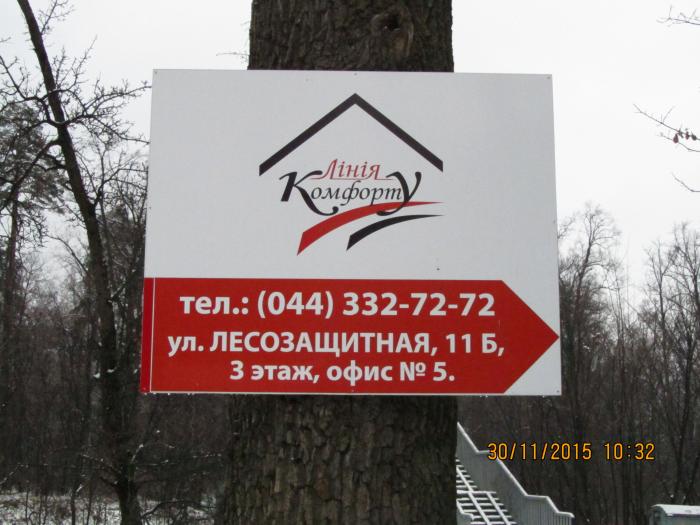 Лінія
КомфортУ
тел.: (044) 332-72-72
ул. ЛЕСОЗАЩИТНАЯ, 11 Б,
3 этаж, офис № 5.
30/11/2015 10:32